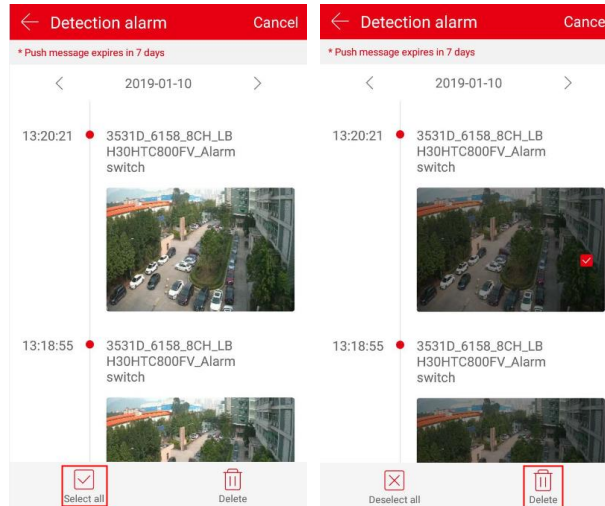 Detection alarm Cancel
* Push message expires in 7 days
2019-01-10
13:20:21 3531D_6158_8CH_LB
H30HTC800FV_Alarm
switch
13:18:55 3531D_6158_8CH_LB
H30HTC800FV_Alarm
switch
Select all Delete
Detection alarm Cance
* Push message expires in 7 days
2019-01-10
13:20:21 3531D_6158_8CH_LB
H30HTC800FV_Alarm
switch
13:18:55 3531D_6158_8CH_LB
H30HTC800FV_Alarm
switch
Deselect all Delete